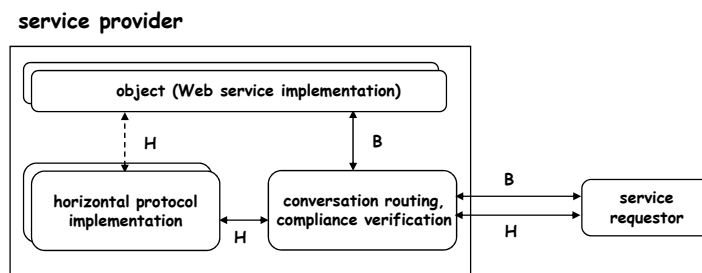 service provider
object (Web service implementation)
H
B
horizontal protocol
implementation
conversation routing,
compliance verification
H
B
H
service
requestor